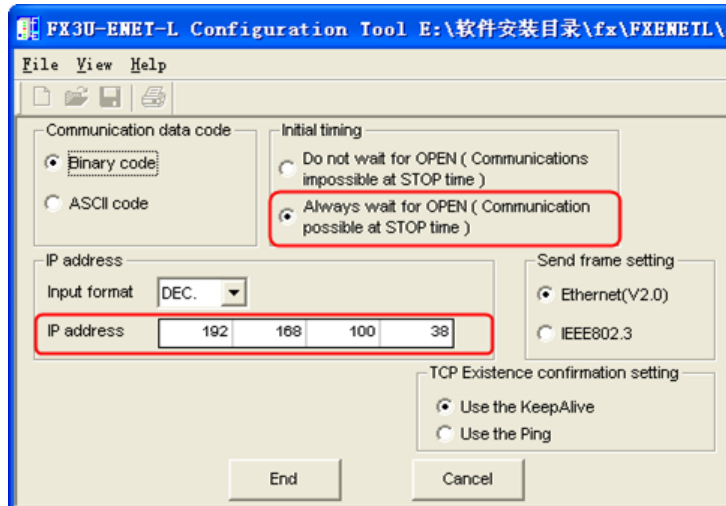 FX3U-ENET-L Configuration Tool E:\软件安装目录\fx\FXENETL\
File View Help
Communication data code
Binary code
ASCII code
Initial timing
Do not wait for OPEN ( Communications
impossible at STOP time )
Always wait for OPEN ( Communication
possible at STOP time )
IP address
Input format DEC.
IP address 192 168 100 38
Send frame setting
Ethernet(V2.0)
IEEE802.3
TCP Existence confirmation setting
Use the KeepAlive
Use the Ping
End Cancel